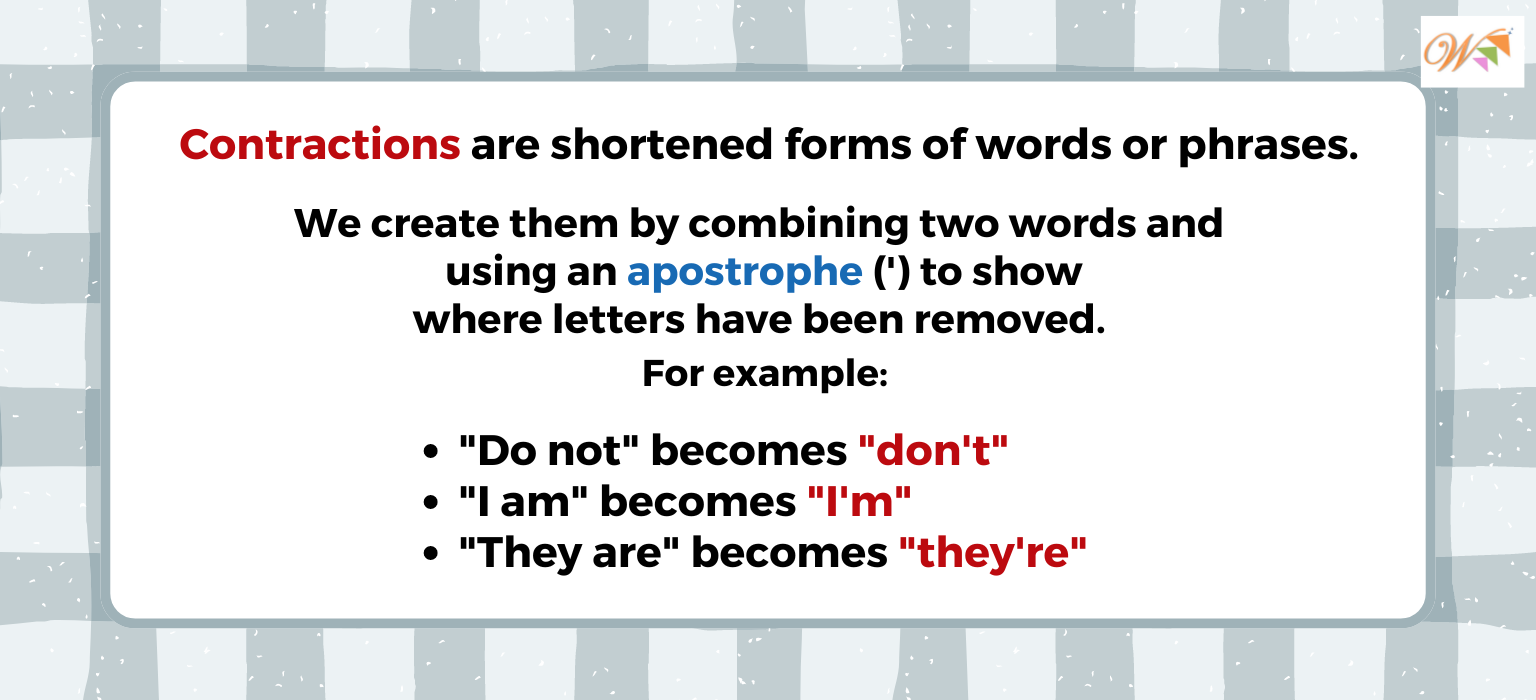 W
Contractions are shortened forms of words or phrases.
We create them by combining two words and
using an apostrophe (') to show
where letters have been removed.
For example:
• "Do not" becomes "don't"
• "I am" becomes "I'm"
• "They are" becomes "they're"